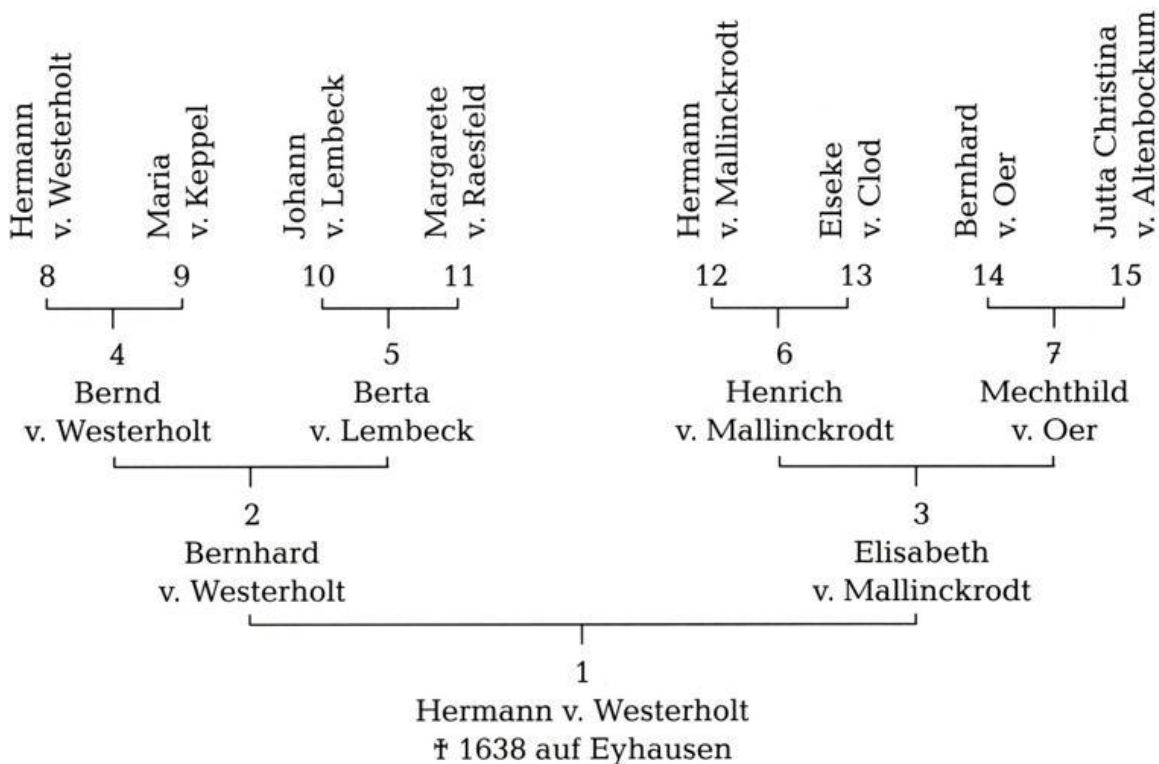 Hermann
v. Westerholt
Maria
v. Keppel
Johann
v. Lembeck
Margarete
v. Raesfeld
Hermann
v. Mallinckrodt
Elseke
v. Clod
Bernhard
v. Oer
Jutta Christina
v. Altenbockum
8 9 10 11 12 13 14 15
4 5 6 7
Bernd Berta Henrich Mechthild
v. Westerholt v. Lembeck v. Mallinckrodt v. Oer
2 3
Bernhard Elisabeth
v. Westerholt v. Mallinckrodt
1
Hermann v. Westerholt
✝ 1638 auf Eyhausen